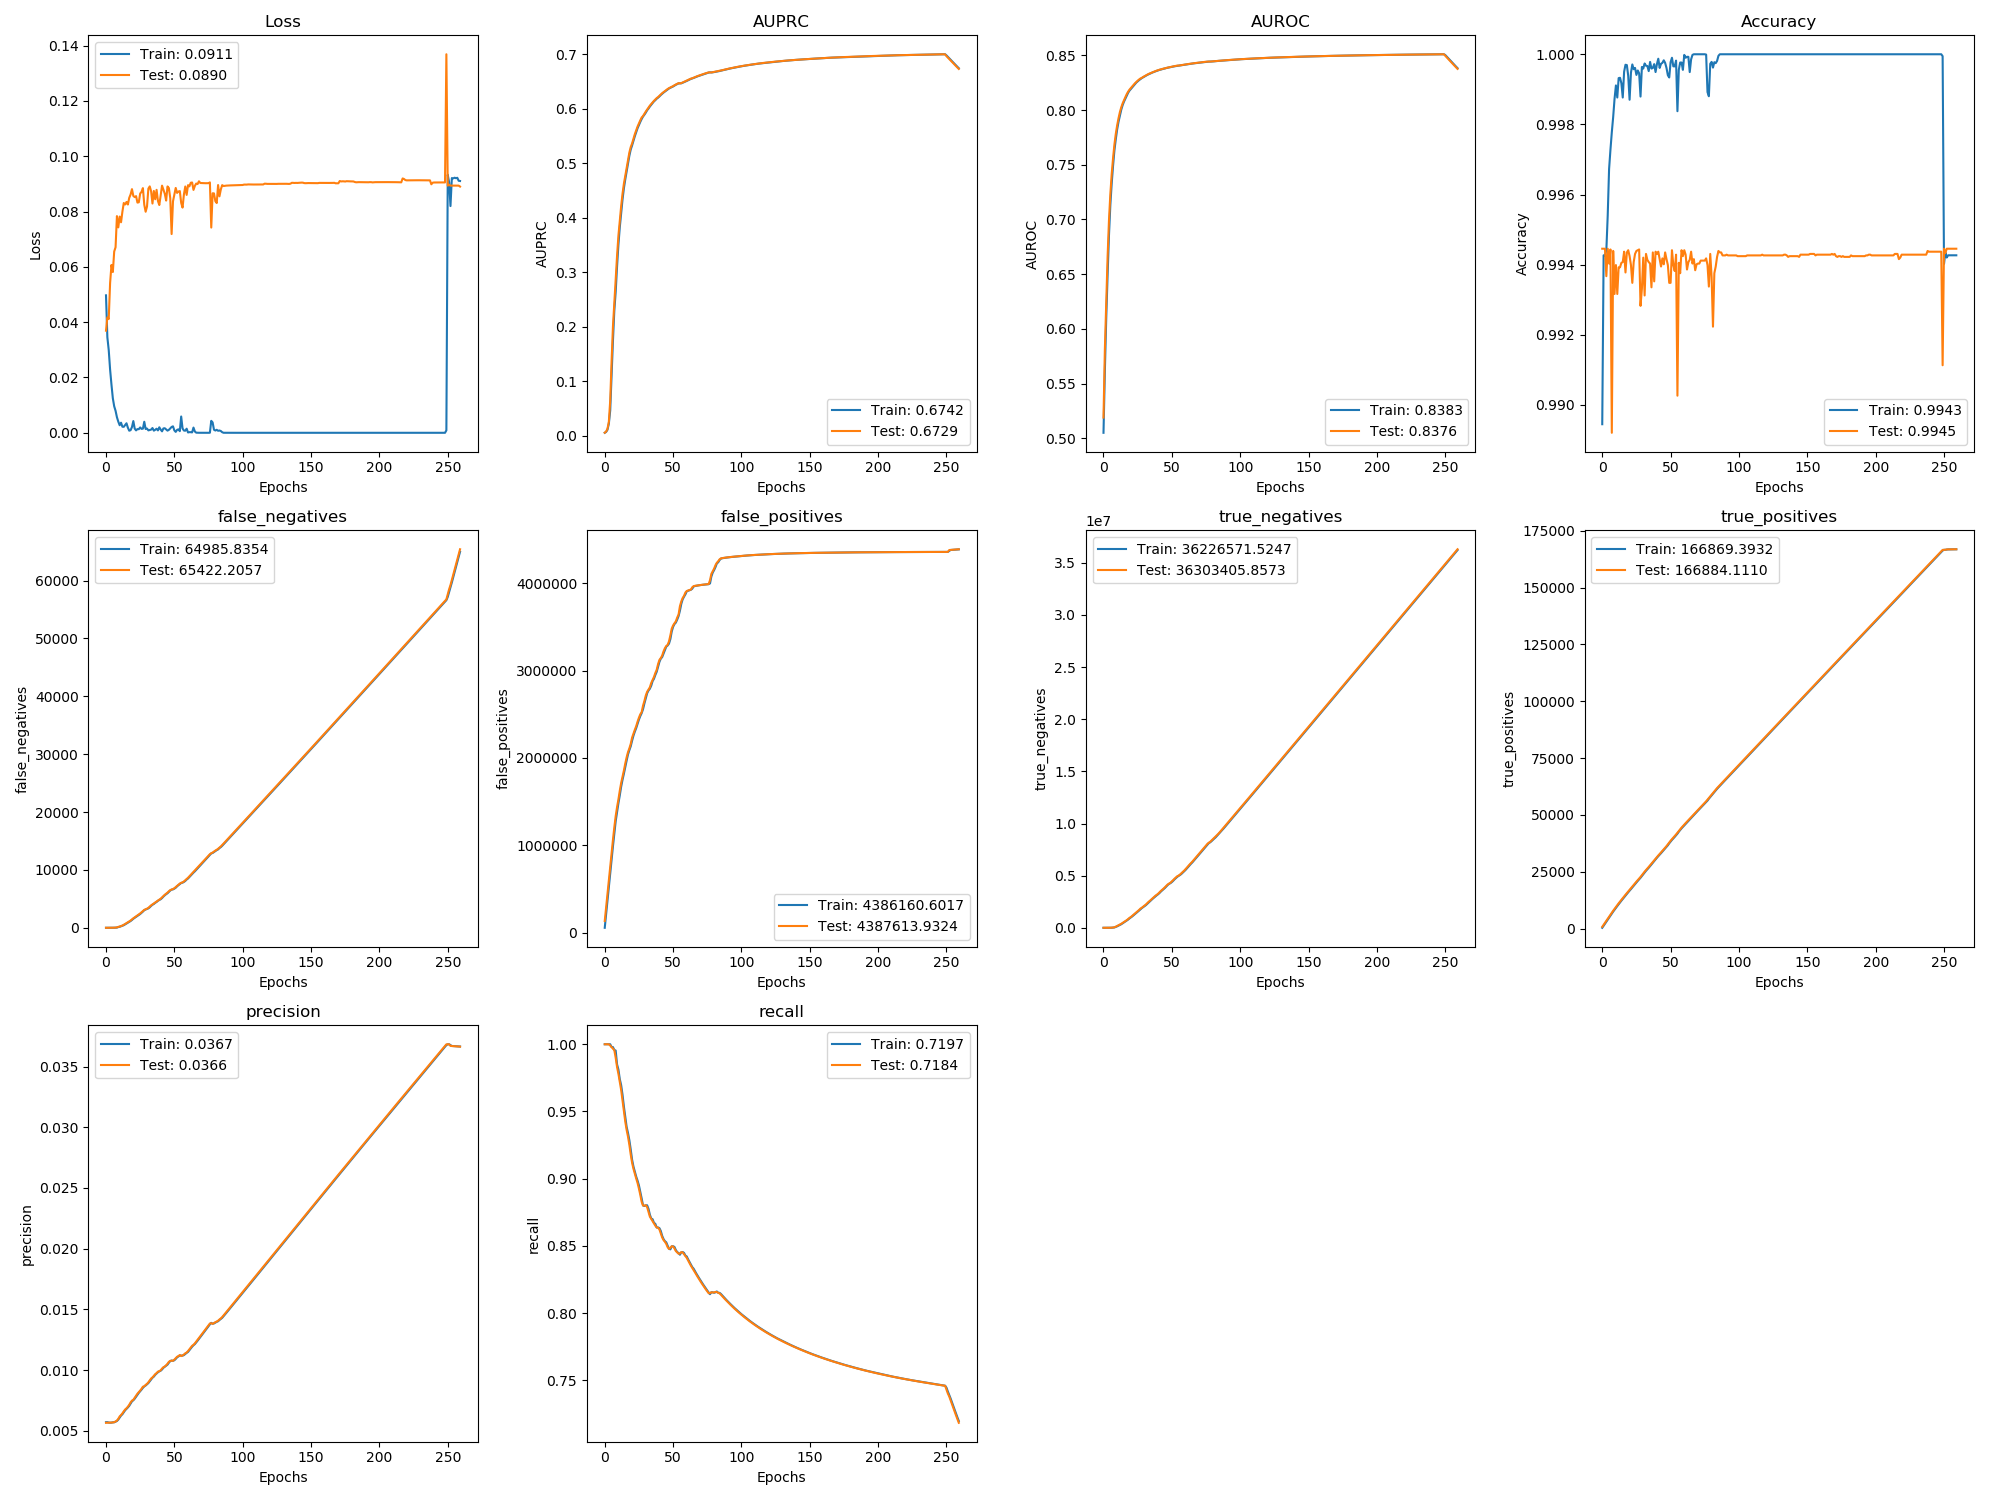 Loss
0.14
0.12
0.10
0.08
0.06
0.04
0.02
0.00
Loss
Train: 0.0911
Test: 0.0890
0 50 100 150 200 250
Epochs
AUPRC
0.7
0.6
0.5
0.4
0.3
0.2
0.1
0.0
AUPRC
Train: 0.6742
Test: 0.6729
0 50 100 150 200 250
Epochs
AUROC
0.85
0.80
0.75
0.70
0.65
0.60
0.55
0.50
AUROC
Train: 0.8383
Test: 0.8376
0 50 100 150 200 250
Epochs
Accuracy
1.000
0.998
0.996
0.994
0.992
0.990
Accuracy
Train: 0.9943
Test: 0.9945
0 50 100 150 200 250
Epochs
false_negatives
60000
50000
40000
30000
20000
10000
0
false_negatives
Train: 64985.8354
Test: 65422.2057
0 50 100 150 200 250
Epochs
false_positives
4000000
3000000
2000000
1000000
0
false_positives
Train: 4386160.6017
Test: 4387613.9324
0 50 100 150 200 250
Epochs
true_negatives
1e7
3.5
3.0
2.5
2.0
1.5
1.0
0.5
0.0
true_negatives
Train: 36226571.5247
Test: 36303405.8573
0 50 100 150 200 250
Epochs
true_positives
175000
150000
125000
100000
75000
50000
25000
0
true_positives
Train: 166869.3932
Test: 166884.1110
0 50 100 150 200 250
Epochs
precision
0.035
0.030
0.025
0.020
0.015
0.010
0.005
precision
Train: 0.0367
Test: 0.0366
0 50 100 150 200 250
Epochs
recall
1.00
0.95
0.90
0.85
0.80
0.75
recall
Train: 0.7197
Test: 0.7184
0 50 100 150 200 250
Epochs